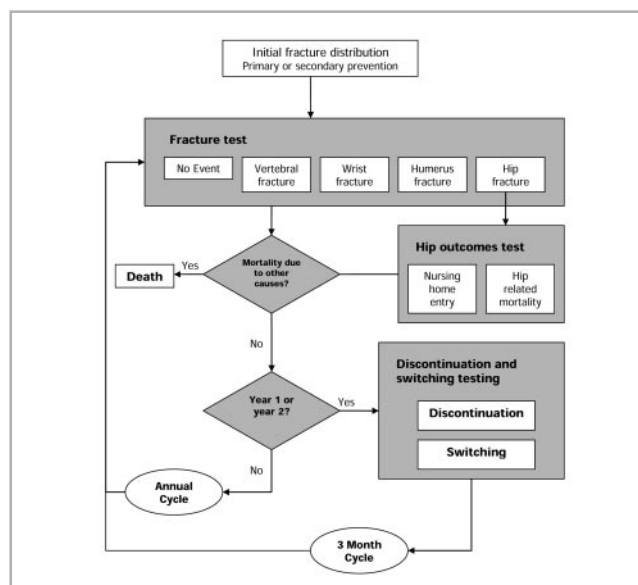 Initial fracture distribution
Primary or secondary prevention
Fracture test
No Event
Vertebral
fracture
Wrist
fracture
Humerus
fracture
Hip
fracture
Hip outcomes test
Nursing
home
entry
Hip
related
mortality
Mortality due
to other
causes?
Yes
Death
No
Discontinuation and
switching testing
Discontinuation
Switching
Year 1 or
year 2?
Yes
No
Annual
Cycle
3 Month
Cycle